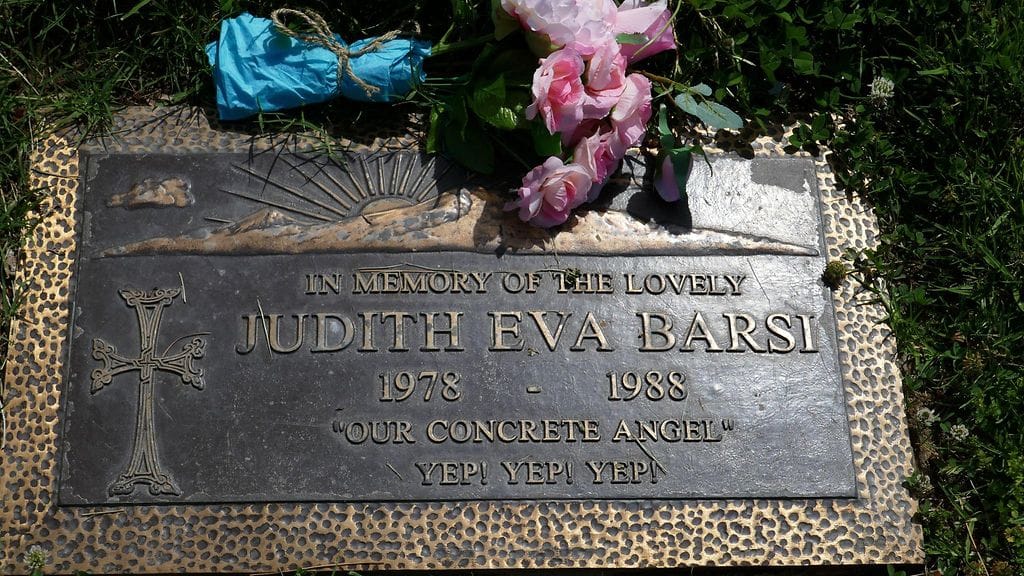 IN MEMORY OF THE LOVELY
JUDITH EVA BARSI
1978 - 1988
"OUR CONCRETE ANGEL"
YEP! YEP! YEP!